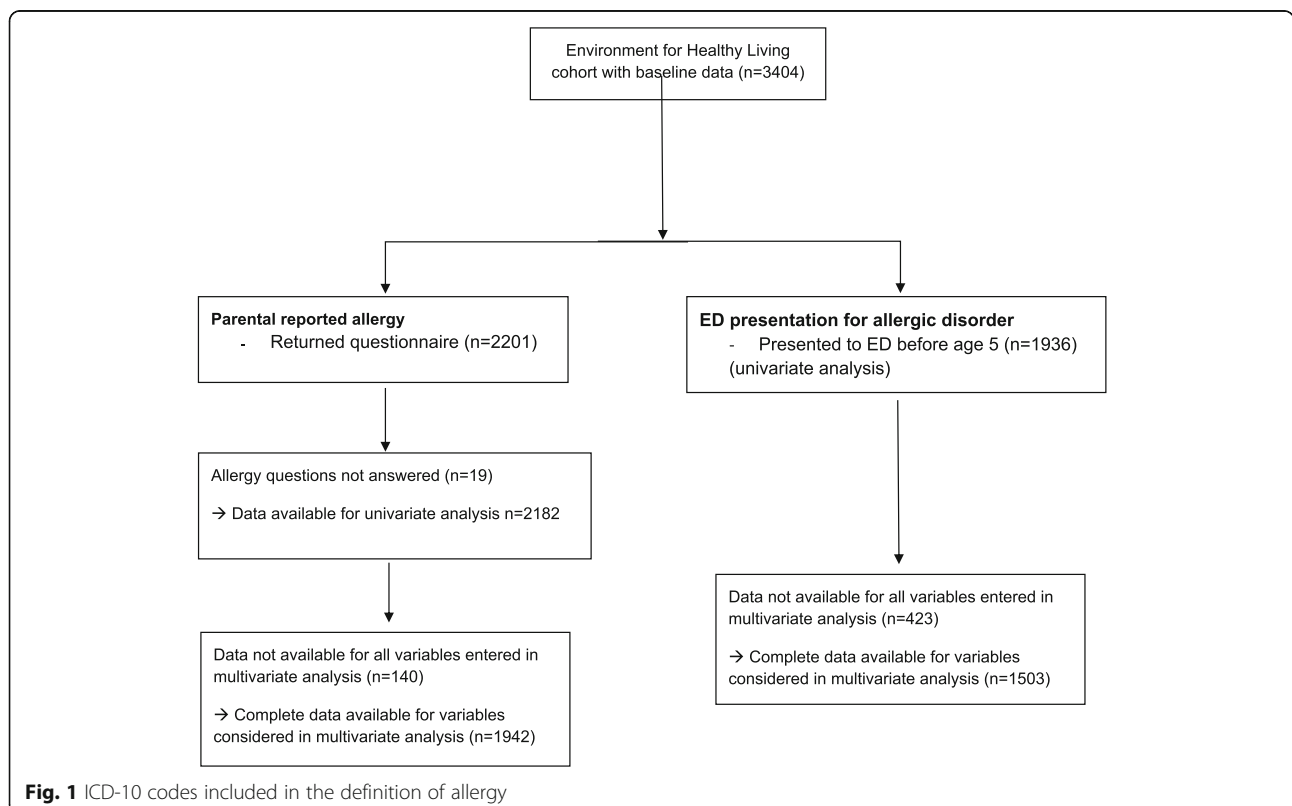 Environment for Healthy Living
cohort with baseline data (n=3404)
Parental reported allergy
- Returned questionnaire (n=2201)
ED presentation for allergic disorder
- Presented to ED before age 5 (n=1936)
(univariate analysis)
Allergy questions not answered (n=19)
→ Data available for univariate analysis n=2182
Data not available for all variables entered in
multivariate analysis (n=140)
→ Complete data available for variables
considered in multivariate analysis (n=1942)
Data not available for all variables entered in
multivariate analysis (n=423)
→ Complete data available for variables
considered in multivariate analysis (n=1503)
Fig. 1 ICD-10 codes included in the definition of allergy